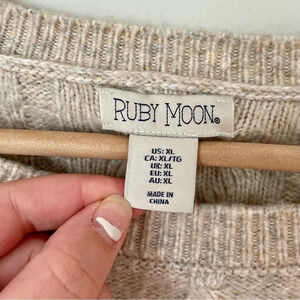 RUBY MOON®
US: XL
CA: XL/TG
UK: XL
EU: XL
AU: XL
MADE IN
CHINA